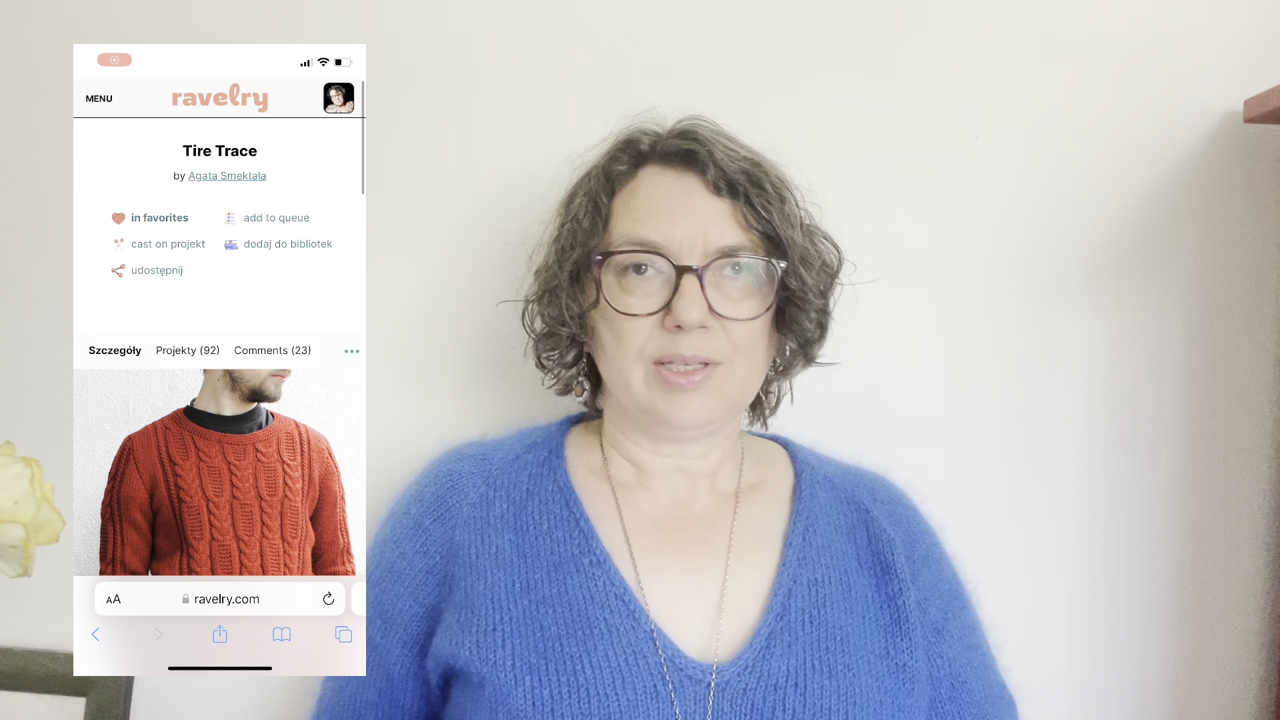 MENU
ravelry
Tire Trace
by Agata Smektala
in favorites
add to queue
cast on projekt
dodaj do bibliotek
udostępnij
Szczegóły Projekty (92) Comments (23)
AA ravelry.com